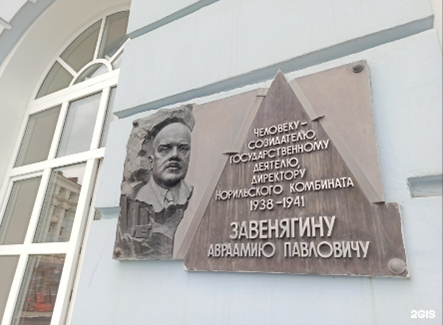 ЧЕЛОВЕКУ-
СОЗИДАТЕЛЮ,
ГОСУДАРСТВЕННОМУ
ДЕЯТЕЛЮ,
ДИРЕКТОРУ
НОРИЛЬСКОГО КОМБИНАТА
1938-1941
ЗАВЕНЯГИНУ
АВРААМИЮ ПАВЛОВИЧУ
2GIS